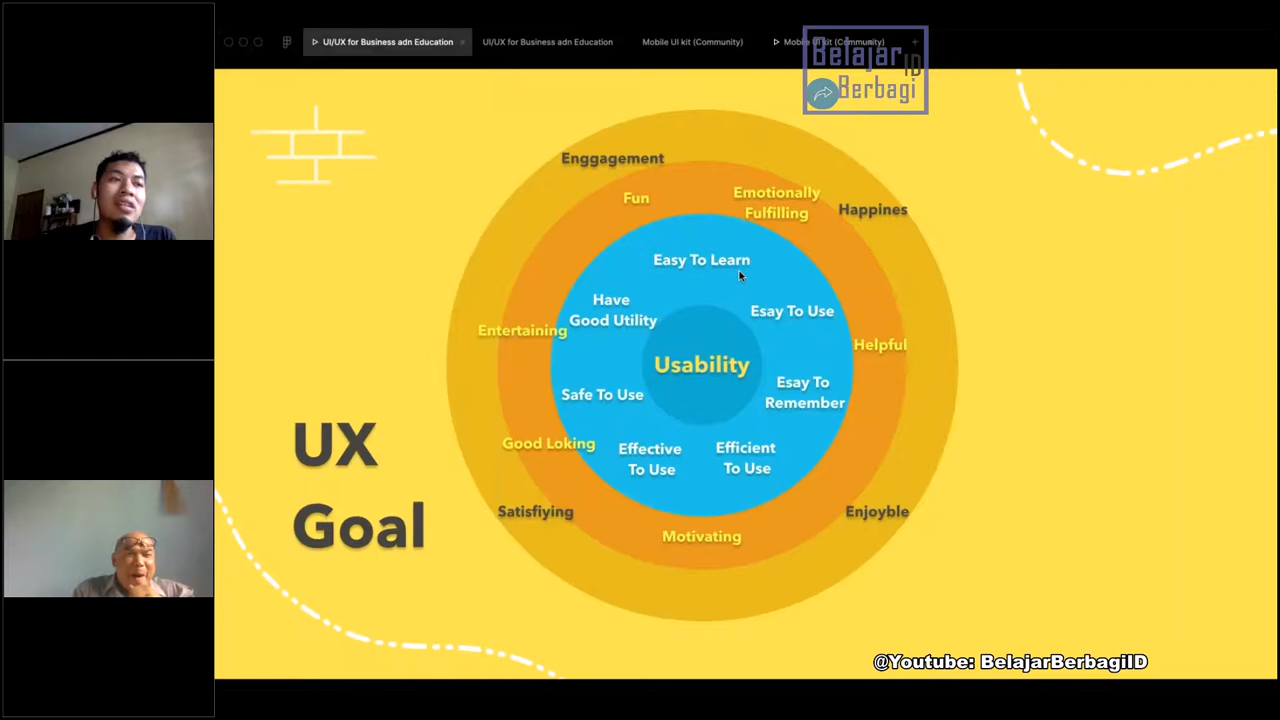 UI/UX for Business adn Education
UI/UX for Business adn Education
Mobile UI kit (Community)
Mobile UI kit (Community)
Belajar
ID
Berbagi
Enggagement
Fun
Emotionally
Fulfilling
Happines
Easy To Learn
Have
Good Utility
Esay To Use
Entertaining
Helpful
Usability
Safe To Use
Esay To
Remember
Good Loking
Effective
To Use
Efficient
To Use
Satisfiying
Enjoyble
Motivating
UX
Goal
@Youtube: BelajarBerbagiID